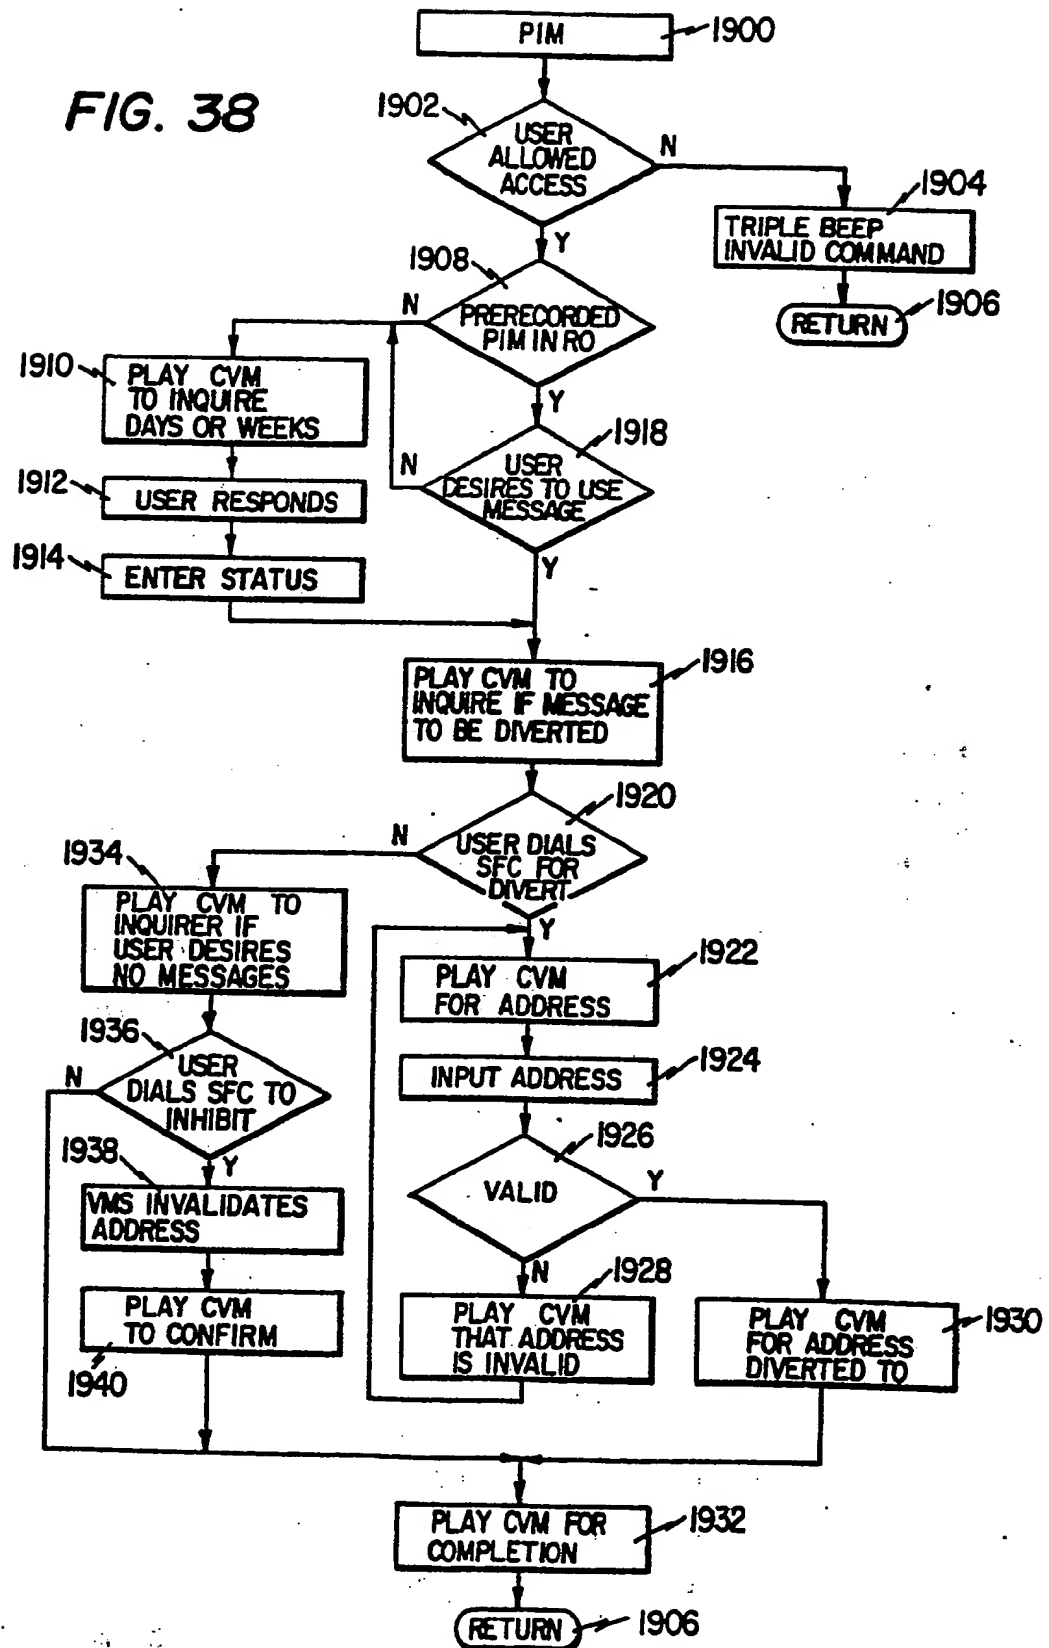 FIG. 38
PIM
1900
1902
USER
ALLOWED
ACCESS
N
Y
1904
TRIPLE BEEP
INVALID COMMAND
1906
RETURN
1908
PRERECORDED
PIM IN RO
N
Y
1910
PLAY CVM
TO INQUIRE
DAYS OR WEEKS
1912
USER RESPONDS
1914
ENTER STATUS
1918
USER
DESIRES TO USE
MESSAGE
N
Y
1916
PLAY CVM TO
INQUIRE IF MESSAGE
TO BE DIVERTED
1920
USER DIALS
SFC FOR
DIVERT
N
Y
1934
PLAY CVM TO
INQUIRER IF
USER DESIRES
NO MESSAGES
1936
USER
DIALS SFC TO
INHIBIT
N
Y
1938
VMS INVALIDATES
ADDRESS
PLAY CVM
TO CONFIRM
1940
1922
PLAY CVM
FOR ADDRESS
1924
INPUT ADDRESS
1926
VALID
Y
N
1928
PLAY CVM
THAT ADDRESS
IS INVALID
1930
PLAY CVM
FOR ADDRESS
DIVERTED TO
1932
PLAY CVM FOR
COMPLETION
RETURN
1906